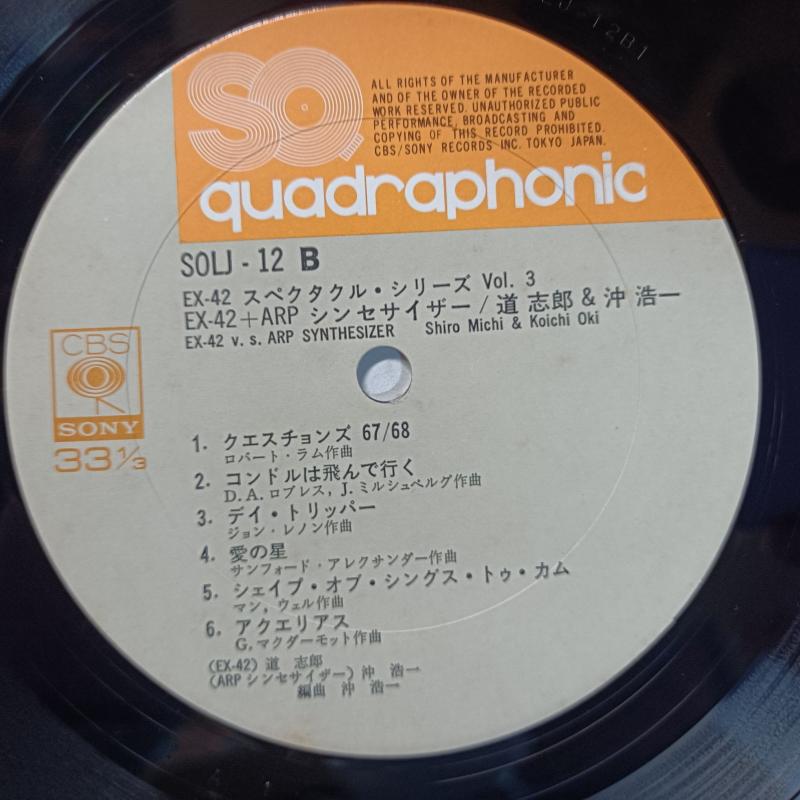 SQ
ALL RIGHTS OF THE MANUFACTURER
AND OF THE OWNER OF THE RECORDED
WORK RESERVED. UNAUTHORIZED PUBLIC
PERFORMANCE, BROADCASTING AND
COPYING OF THIS RECORD PROHIBITED.
CBS/SONY RECORDS INC. TOKYO JAPAN.
quadraphonic
SOLJ - 12 B
EX-42 スペクタクル・シリーズ Vol. 3
EX-42+ARP シンセサイザー / 道 志郎 & 沖 浩一
EX-42 v. s. ARP SYNTHESIZER Shiro Michi & Koichi Oki
CBS
SONY
33 1/3
1. クエスチョンズ 67/68
ロバート・ラム作曲
2. コンドルは飛んで行く
D. A. ロブレス, J. ミルシュベルグ作曲
3. デイ・トリッパー
ジョン・レノン作曲
4. 愛の星
サンフォード・アレクサンダー作曲
5. シェイプ・オブ・シングス・トゥ・カム
マン, ウェル作曲
6. アクエリアス
G. マクダーモット作曲
(EX-42) 道 志郎
(ARP シンセサイザー) 沖 浩一
編曲 沖 浩一